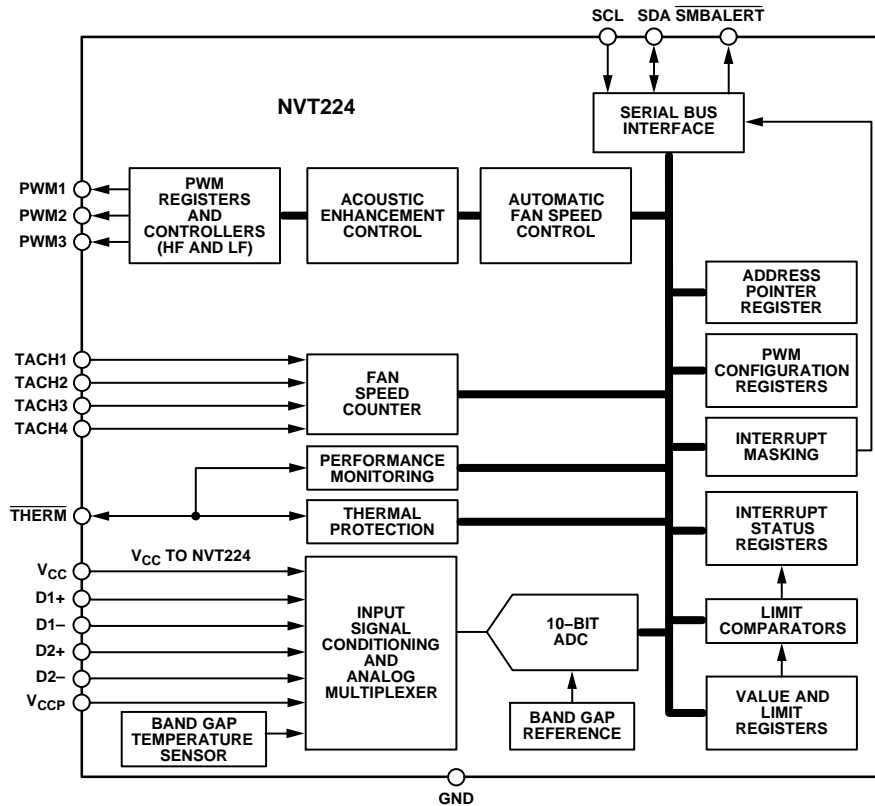 SCL SDA SMBALERT
NVT224
SERIAL BUS
INTERFACE
PWM1
PWM2
PWM3
PWM
REGISTERS
AND
CONTROLLERS
(HF AND LF)
ACOUSTIC
ENHANCEMENT
CONTROL
AUTOMATIC
FAN SPEED
CONTROL
ADDRESS
POINTER
REGISTER
TACH1
TACH2
TACH3
TACH4
FAN
SPEED
COUNTER
PWM
CONFIGURATION
REGISTERS
PERFORMANCE
MONITORING
INTERRUPT
MASKING
THERM
THERMAL
PROTECTION
INTERRUPT
STATUS
REGISTERS
VCC
VCC TO NVT224
D1+
D1–
D2+
D2–
VCCP
INPUT
SIGNAL
CONDITIONING
AND
ANALOG
MULTIPLEXER
10–BIT
ADC
LIMIT
COMPARATORS
BAND GAP
TEMPERATURE
SENSOR
BAND GAP
REFERENCE
VALUE AND
LIMIT
REGISTERS
GND